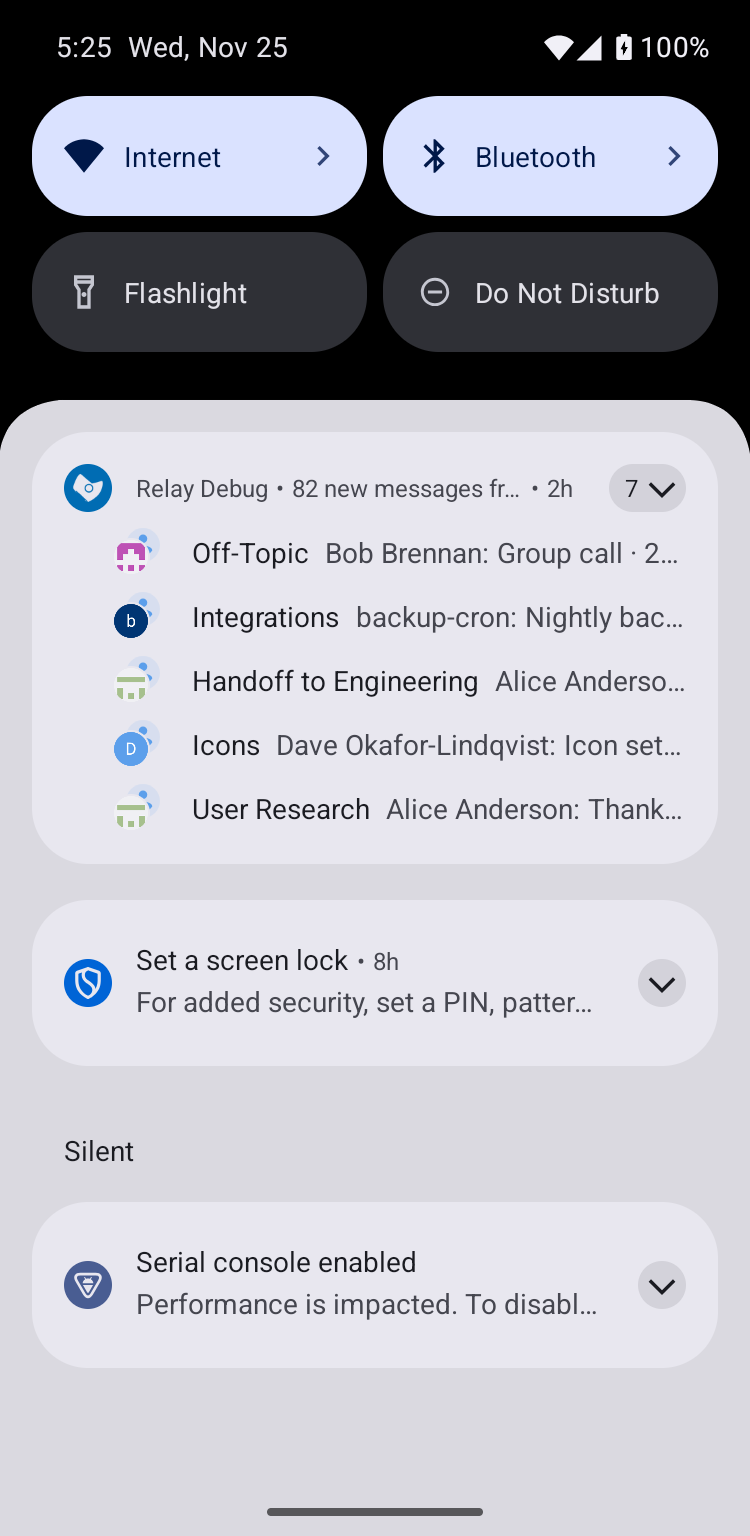 5:25 Wed, Nov 25 100%
Internet
Bluetooth
Flashlight
Do Not Disturb
Relay Debug • 82 new messages fr… • 2h 7
Off-Topic Bob Brennan: Group call · 2…
b Integrations backup-cron: Nightly bac…
Handoff to Engineering Alice Anderso…
D Icons Dave Okafor-Lindqvist: Icon set…
User Research Alice Anderson: Thank…
Set a screen lock • 8h
For added security, set a PIN, patter…
Silent
Serial console enabled
Performance is impacted. To disabl…